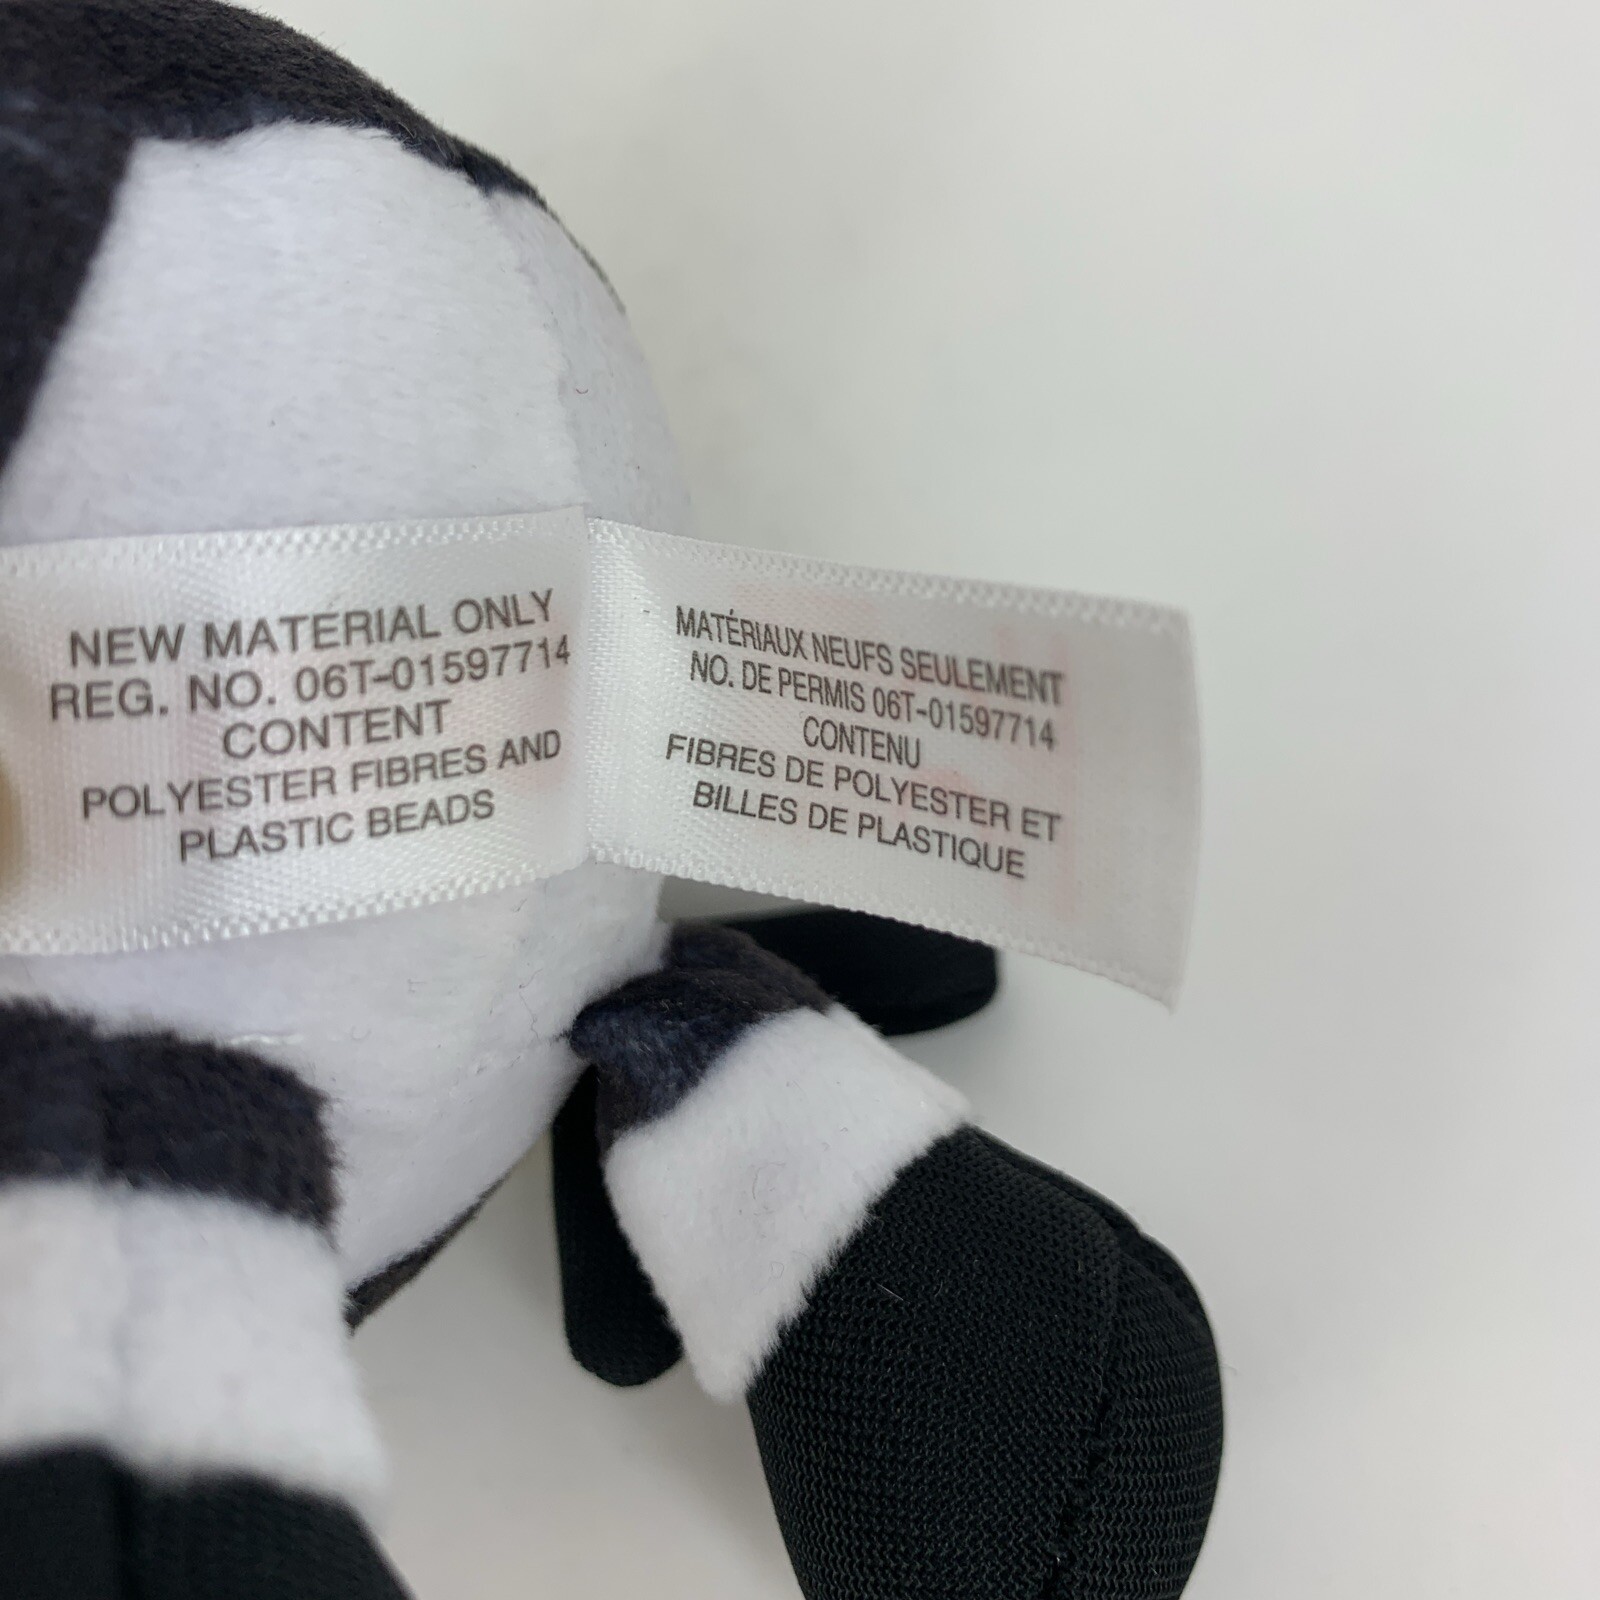 NEW MATERIAL ONLY
REG. NO. 06T-01597714
CONTENT
POLYESTER FIBRES AND
PLASTIC BEADS
MATÉRIAUX NEUFS SEULEMENT
NO. DE PERMIS 06T-01597714
CONTENU
FIBRES DE POLYESTER ET
BILLES DE PLASTIQUE